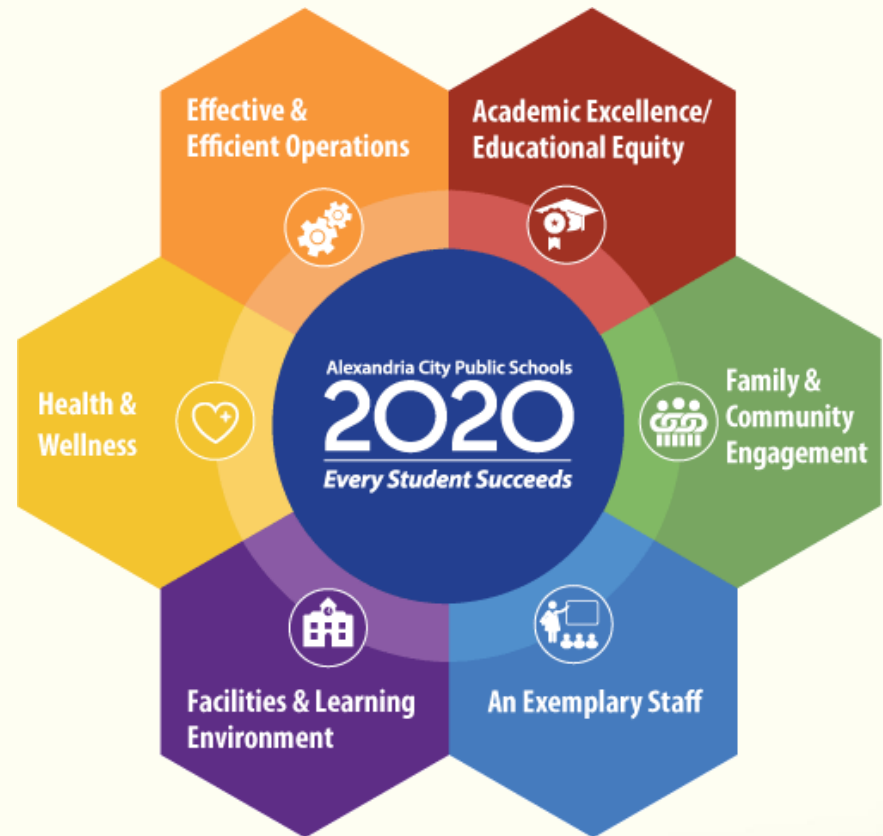 Effective &
Efficient Operations
Academic Excellence/
Educational Equity
Health &
Wellness
Alexandria City Public Schools
2020
Every Student Succeeds
Family &
Community
Engagement
Facilities & Learning
Environment
An Exemplary Staff